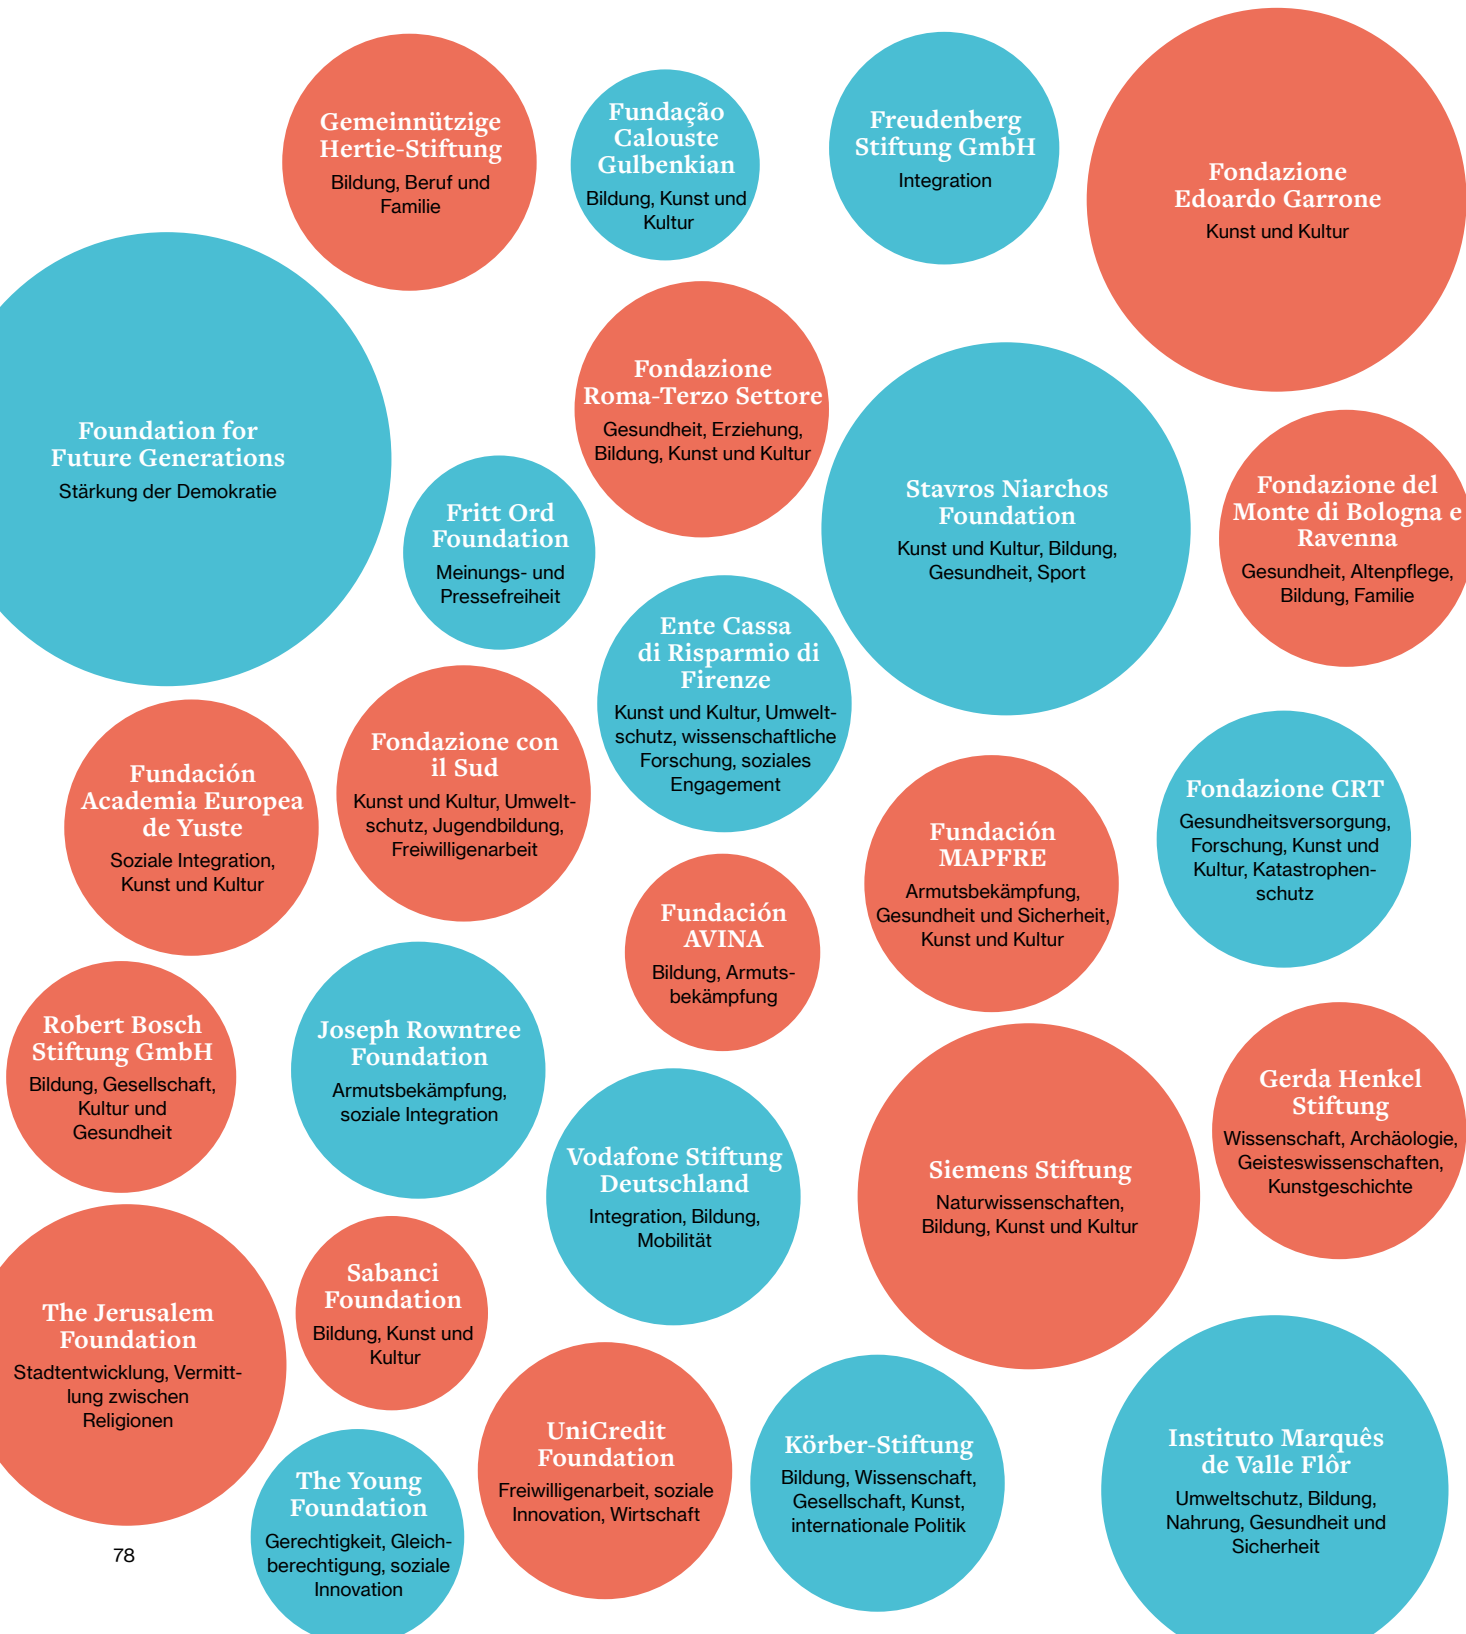 Gemeinnützige
Hertie-Stiftung
Bildung, Beruf und
Familie
Fundação
Calouste
Gulbenkian
Bildung, Kunst und
Kultur
Freudenberg
Stiftung GmbH
Integration
Fondazione
Edoardo Garrone
Kunst und Kultur
Foundation for
Future Generations
Stärkung der Demokratie
Fondazione
Roma-Terzo Settore
Gesundheit, Erziehung,
Bildung, Kunst und Kultur
Fritt Ord
Foundation
Meinungs- und
Pressefreiheit
Stavros Niarchos
Foundation
Kunst und Kultur, Bildung,
Gesundheit, Sport
Fondazione del
Monte di Bologna e
Ravenna
Gesundheit, Altenpflege,
Bildung, Familie
Ente Cassa
di Risparmio di
Firenze
Kunst und Kultur, Umwelt-
schutz, wissenschaftliche
Forschung, soziales
Engagement
Fundación
Academia Europea
de Yuste
Soziale Integration,
Kunst und Kultur
Fondazione con
il Sud
Kunst und Kultur, Umwelt-
schutz, Jugendbildung,
Freiwilligenarbeit
Fundación
MAPFRE
Armutsbekämpfung,
Gesundheit und Sicherheit,
Kunst und Kultur
Fondazione CRT
Gesundheitsversorgung,
Forschung, Kunst und
Kultur, Katastrophen-
schutz
Fundación
AVINA
Bildung, Armuts-
bekämpfung
Robert Bosch
Stiftung GmbH
Bildung, Gesellschaft,
Kultur und
Gesundheit
Joseph Rowntree
Foundation
Armutsbekämpfung,
soziale Integration
Vodafone Stiftung
Deutschland
Integration, Bildung,
Mobilität
Siemens Stiftung
Naturwissenschaften,
Bildung, Kunst und Kultur
Gerda Henkel
Stiftung
Wissenschaft, Archäologie,
Geisteswissenschaften,
Kunstgeschichte
The Jerusalem
Foundation
Stadtentwicklung, Vermitt-
lung zwischen
Religionen
Sabanci
Foundation
Bildung, Kunst und
Kultur
UniCredit
Foundation
Freiwilligenarbeit, soziale
Innovation, Wirtschaft
Körber-Stiftung
Bildung, Wissenschaft,
Gesellschaft, Kunst,
internationale Politik
Instituto Marquês
de Valle Flôr
Umweltschutz, Bildung,
Nahrung, Gesundheit und
Sicherheit
The Young
Foundation
Gerechtigkeit, Gleich-
berechtigung, soziale
Innovation
78